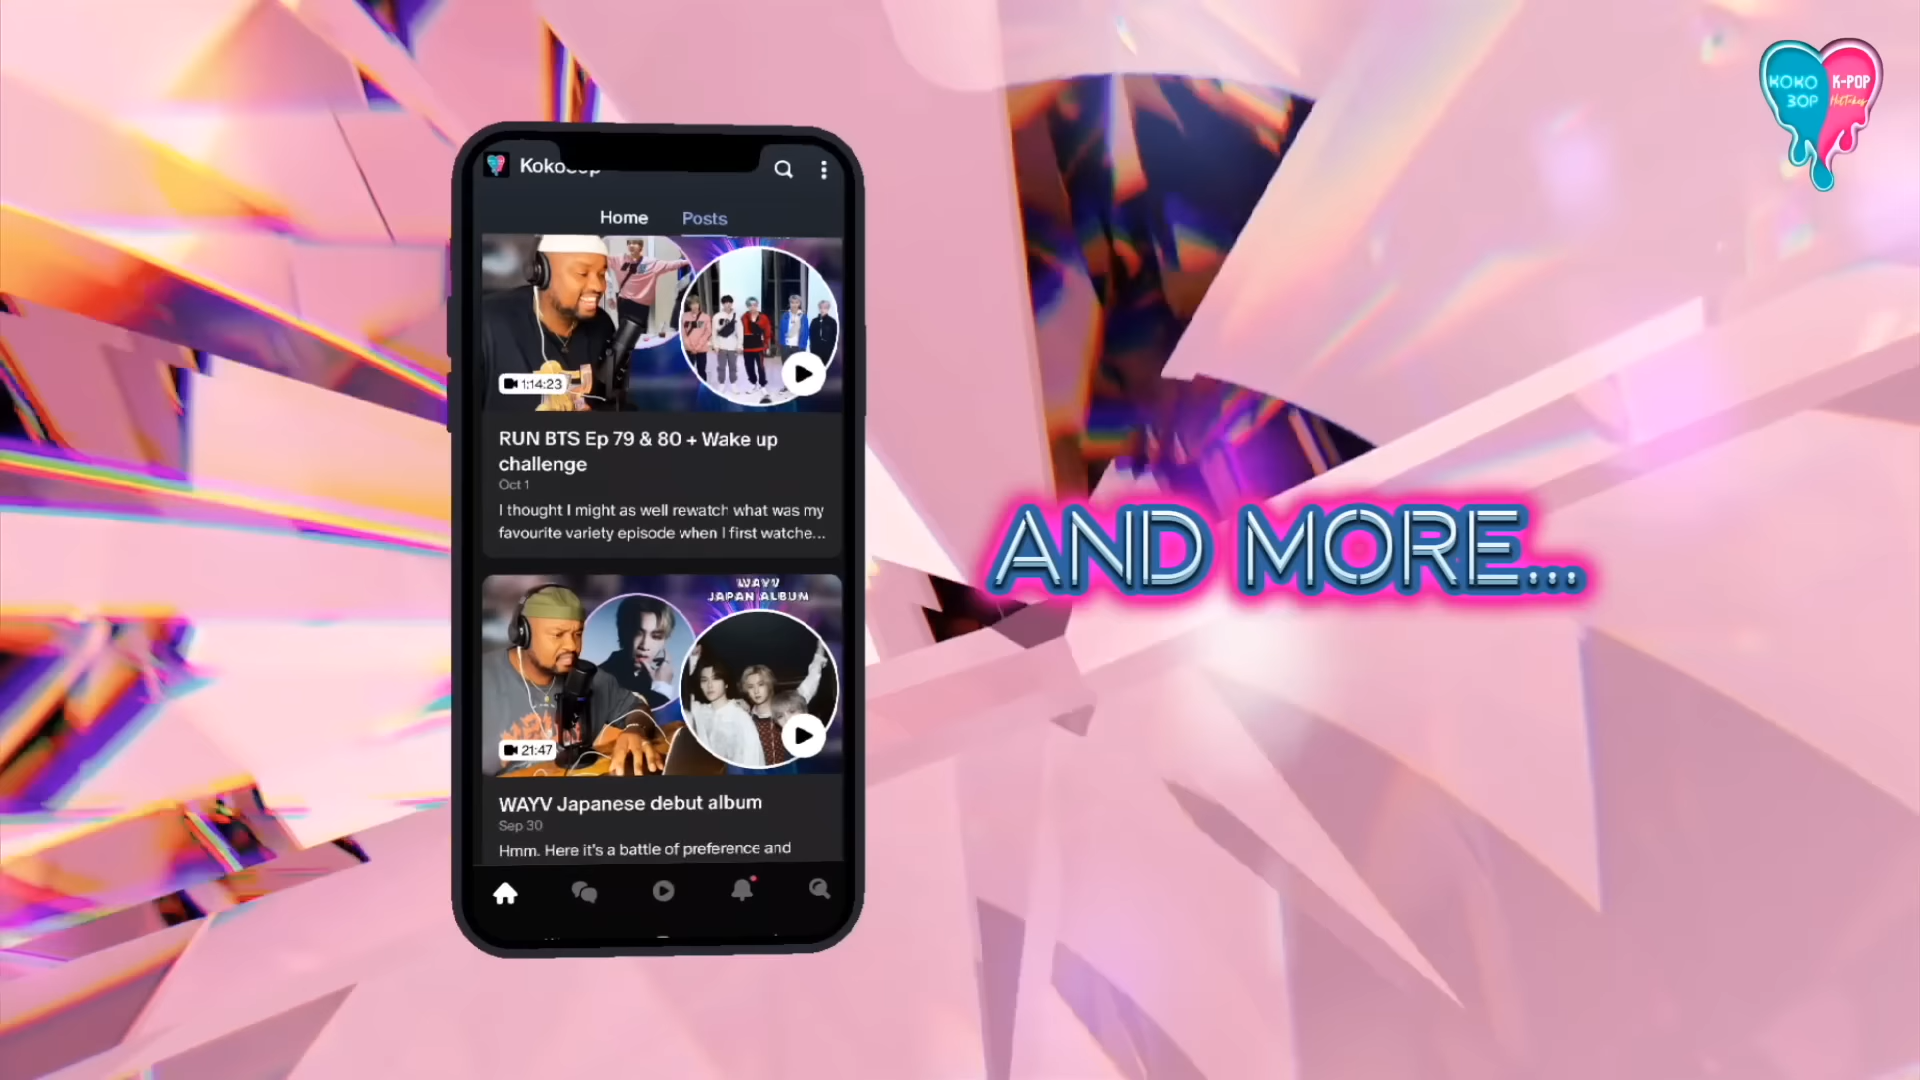 KOKO
3OP
K-POP
HotTakes
Home
Posts
1:14:23
RUN BTS Ep 79 & 80 + Wake up
challenge
Oct 1
I thought I might as well rewatch what was my
favourite variety episode when I first watche...
AND MORE...
WAYV
JAPAN ALBUM
21:47
WAYV Japanese debut album
Sep 30
Hmm. Here it's a battle of preference and